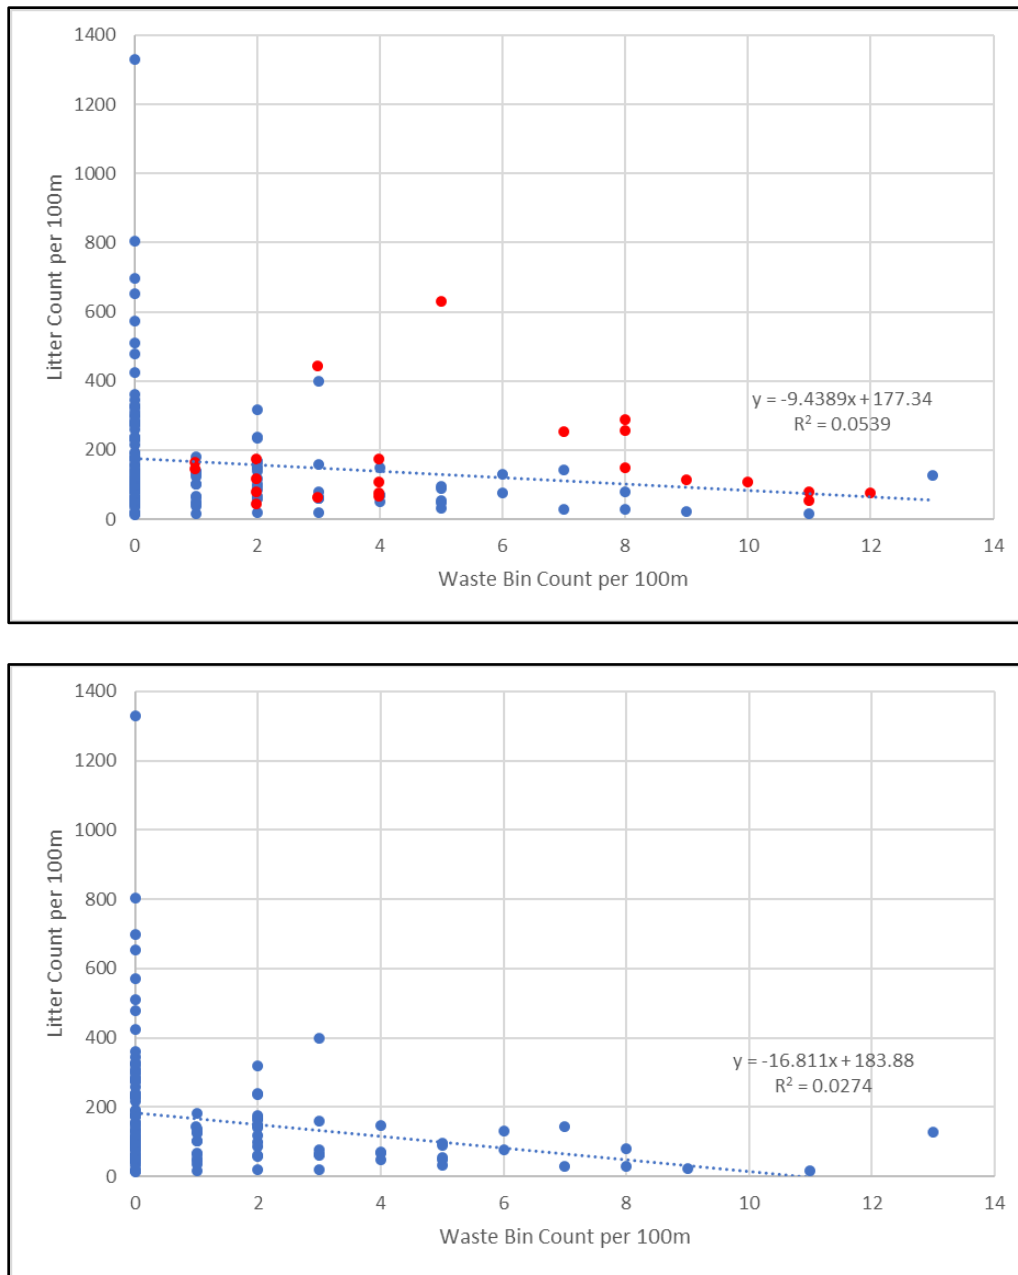 1400
1200
1000
800
600
400
200
0
Litter Count per 100m
y = -9.4389x + 177.34
R² = 0.0539
0 2 4 6 8 10 12 14
Waste Bin Count per 100m
1400
1200
1000
800
600
400
200
0
Litter Count per 100m
y = -16.811x + 183.88
R² = 0.0274
0 2 4 6 8 10 12 14
Waste Bin Count per 100m